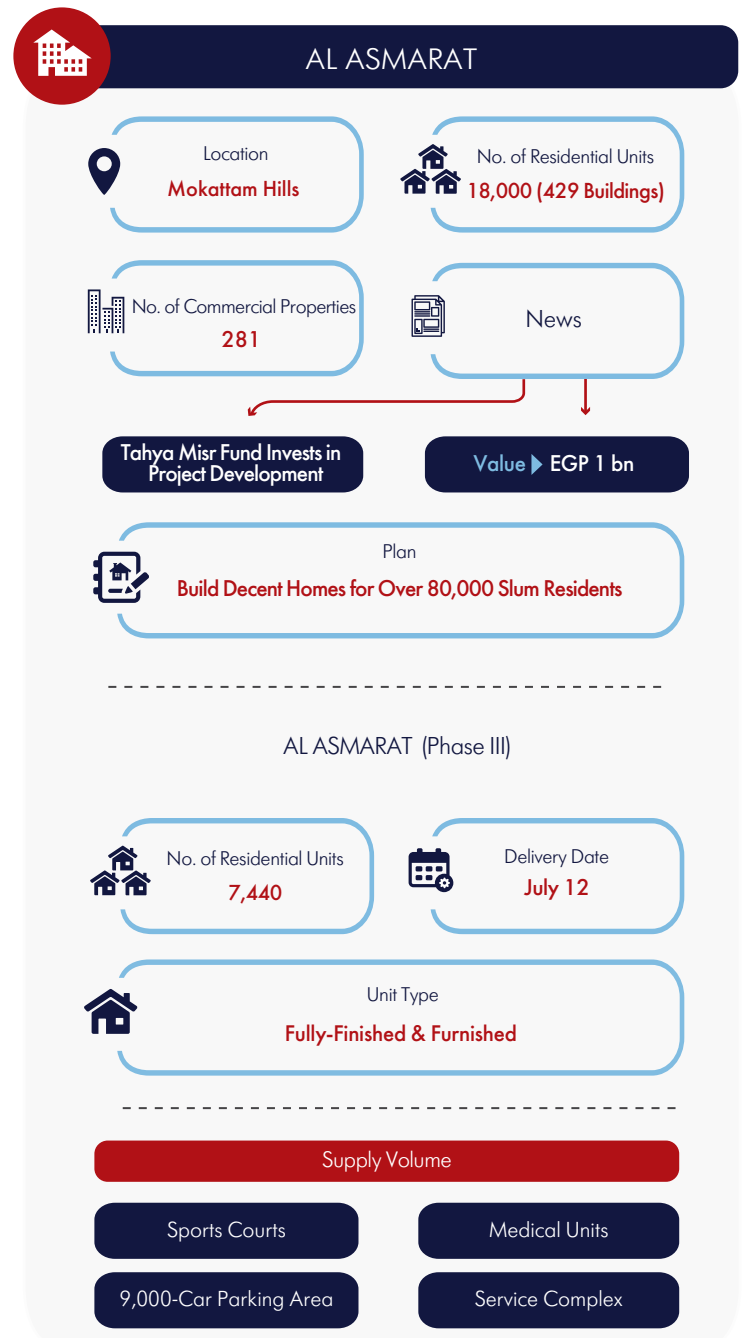 AL ASMARAT
Location
Mokattam Hills
No. of Residential Units
18,000 (429 Buildings)
No. of Commercial Properties
281
News
Tahya Misr Fund Invests in
Project Development
Value EGP 1 bn
Plan
Build Decent Homes for Over 80,000 Slum Residents
AL ASMARAT (Phase III)
No. of Residential Units
7,440
Delivery Date
July 12
Unit Type
Fully-Finished & Furnished
Supply Volume
Sports Courts
Medical Units
9,000-Car Parking Area
Service Complex